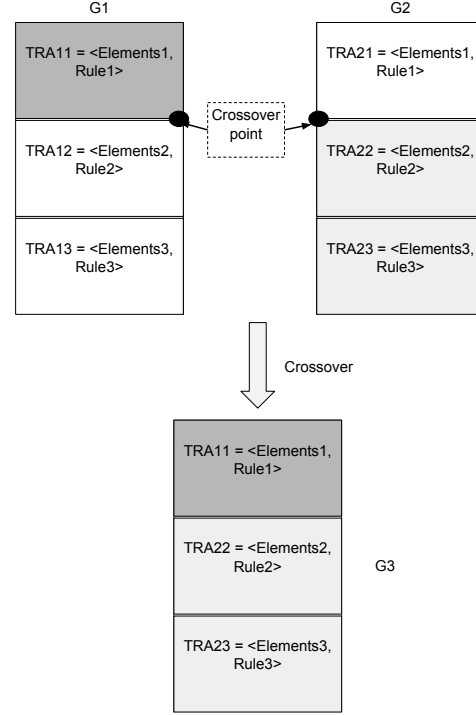 G1
G2
TRA11 = <Elements1,
Rule1>
TRA21 = <Elements1,
Rule1>
Crossover
point
TRA12 = <Elements2,
Rule2>
TRA22 = <Elements2,
Rule2>
TRA13 = <Elements3,
Rule3>
TRA23 = <Elements3,
Rule3>
Crossover
TRA11 = <Elements1,
Rule1>
TRA22 = <Elements2,
Rule2>
G3
TRA23 = <Elements3,
Rule3>